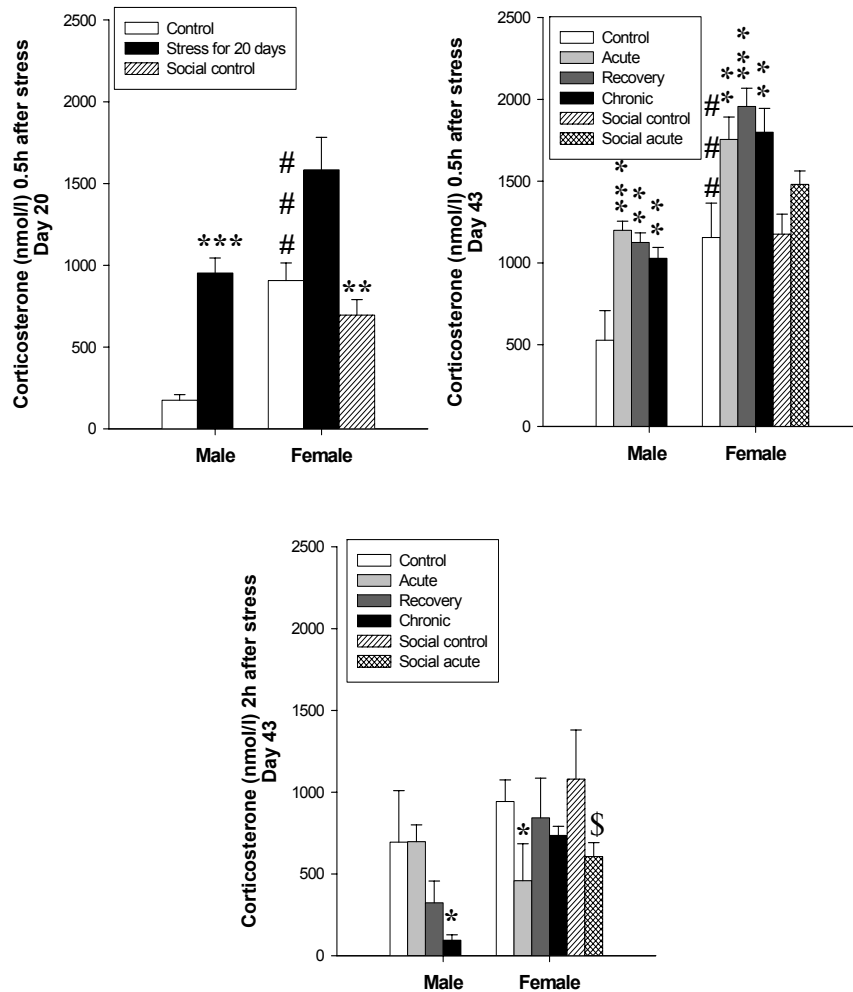 Corticosterone (nmol/l) 0.5h after stress
Day 20
2500
2000
1500
1000
500
0
Control
Stress for 20 days
Social control
***
#
#
#
**
Male
Female
Corticosterone (nmol/l) 0.5h after stress
Day 43
2500
2000
1500
1000
500
0
Control
Acute
Recovery
Chronic
Social control
Social acute
***
**
**
###
**
***
**
Male
Female
Corticosterone (nmol/l) 2h after stress
Day 43
2500
2000
1500
1000
500
0
Control
Acute
Recovery
Chronic
Social control
Social acute
*
*
$
Male
Female